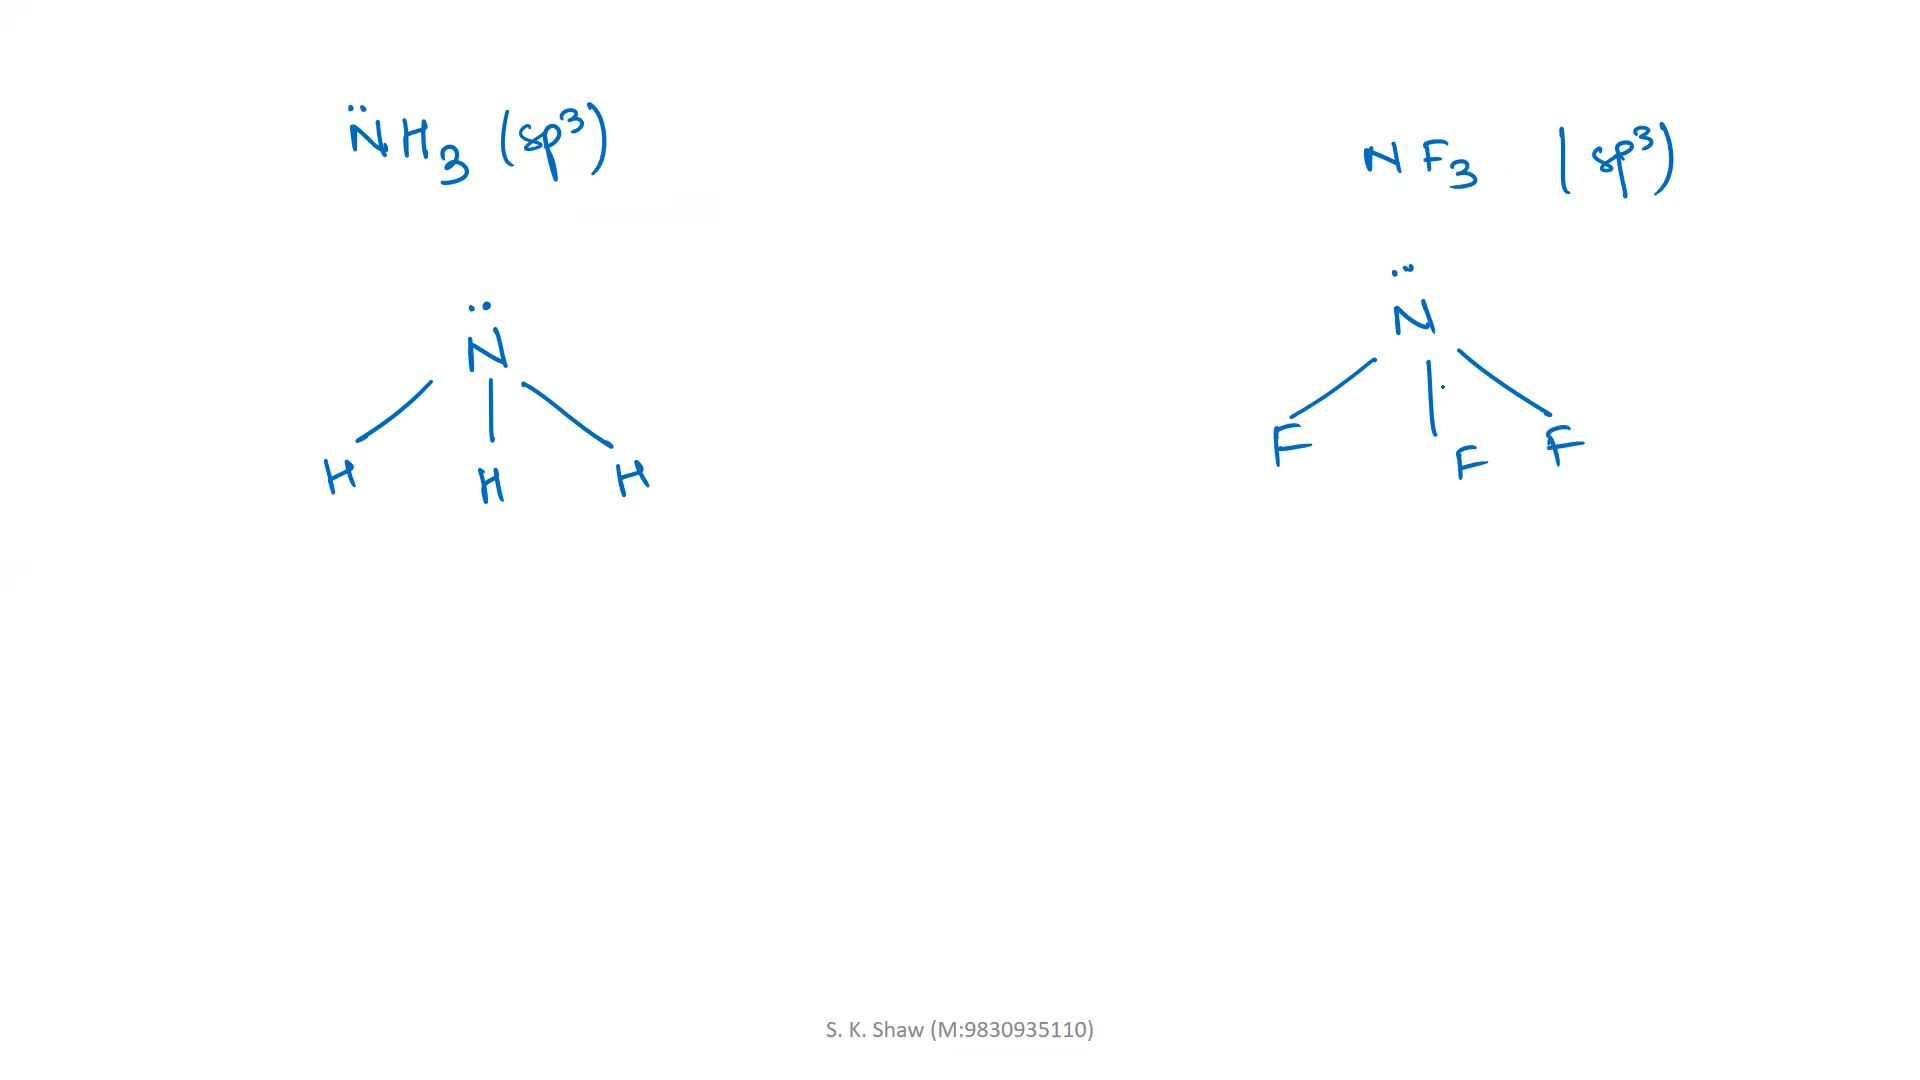 N̈H₃ (sp³)
NF₃ (sp³)
N̈
H H H
N̈
F F F
S. K. Shaw (M:9830935110)